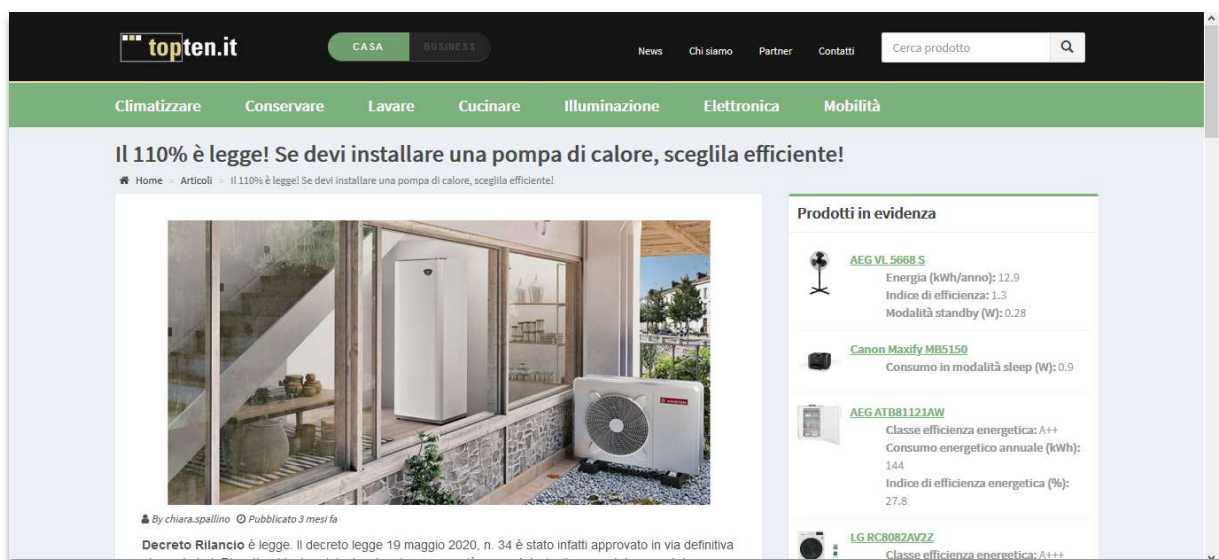 topten.it
CASA
BUSINESS
News
Chi siamo
Partner
Contatti
Cerca prodotto
Climatizzare
Conservare
Lavare
Cucinare
Illuminazione
Elettronica
Mobilità
Il 110% è legge! Se devi installare una pompa di calore, sceglila efficiente!
Home > Articoli > Il 110% è legge! Se devi installare una pompa di calore, sceglila efficiente!
By chiara.spallino Pubblicato 3 mesi fa
Decreto Rilancio è legge. Il decreto legge 19 maggio 2020, n. 34 è stato infatti approvato in via definitiva
Prodotti in evidenza
AEG VL 5668 S
Energia (kWh/anno): 12.9
Indice di efficienza: 1.3
Modalità standby (W): 0.28
Canon Maxify MB5150
Consumo in modalità sleep (W): 0.9
AEG ATB81121AW
Classe efficienza energetica: A++
Consumo energetico annuale (kWh):
144
Indice di efficienza energetica (%):
27.8
LG RC8082AV2Z
Classe efficienza energetica: A+++